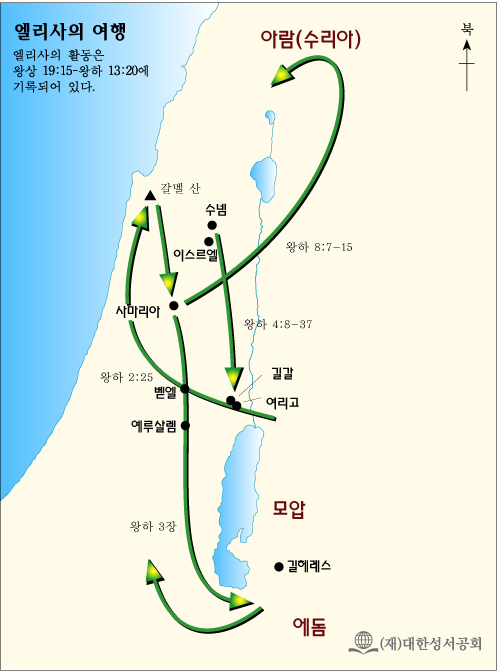 엘리사의 여행
엘리사의 활동은
왕상 19:15-왕하 13:20에
기록되어 있다.
아람(수리아)
북
갈멜 산
수넴
이스르엘
왕하 8:7-15
사마리아
왕하 4:8-37
길갈
왕하 2:25
벧엘
여리고
예루살렘
모압
왕하 3장
길헤레스
에돔
(재)대한성서공회